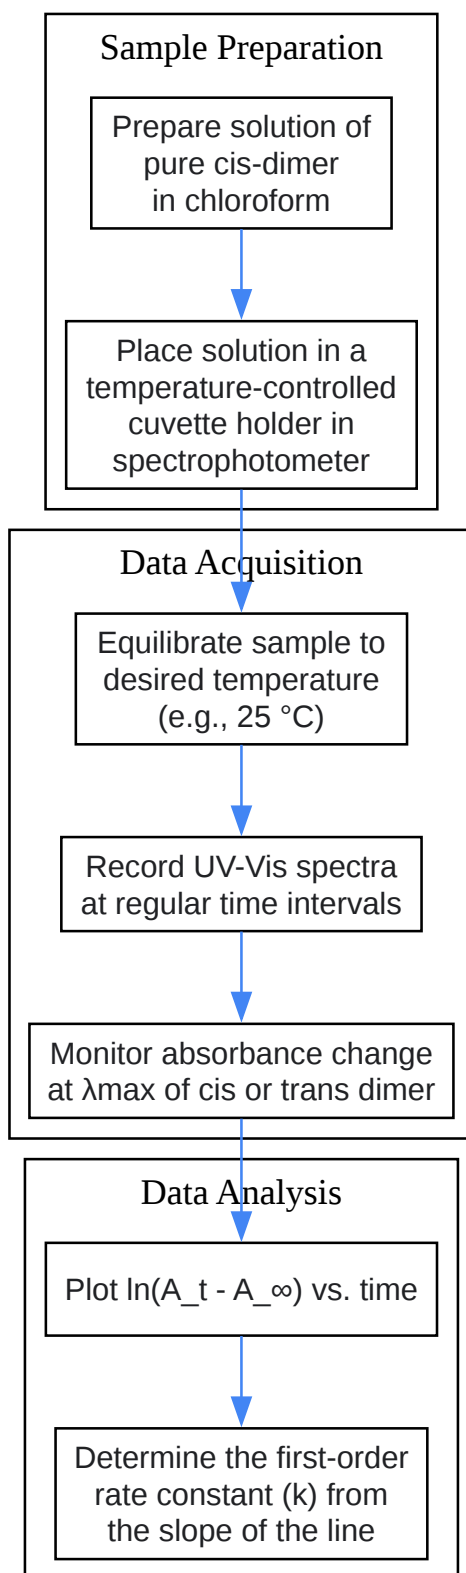 Sample Preparation
Prepare solution of
pure cis-dimer
in chloroform
Place solution in a
temperature-controlled
cuvette holder in
spectrophotometer
Data Acquisition
Equilibrate sample to
desired temperature
(e.g., 25 °C)
Record UV-Vis spectra
at regular time intervals
Monitor absorbance change
at λmax of cis or trans dimer
Data Analysis
Plot ln(A_t - A_∞) vs. time
Determine the first-order
rate constant (k) from
the slope of the line